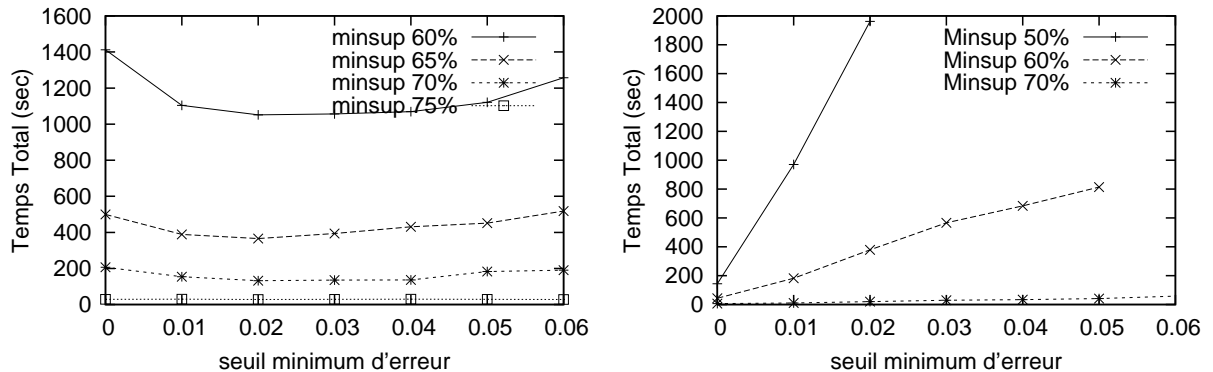 1600
1400
1200
1000
800
600
400
200
0
Temps Total (sec)
minsup 60%
minsup 65%
minsup 70%
minsup 75%
0 0.01 0.02 0.03 0.04 0.05 0.06
seuil minimum d'erreur
2000
1800
1600
1400
1200
1000
800
600
400
200
0
Temps Total (sec)
Minsup 50%
Minsup 60%
Minsup 70%
0 0.01 0.02 0.03 0.04 0.05 0.06
seuil minimum d'erreur